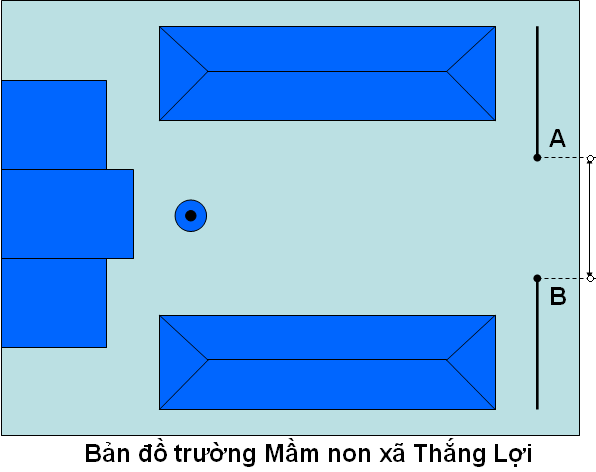 A
B
Bản đồ trường Mầm non xã Thắng Lợi